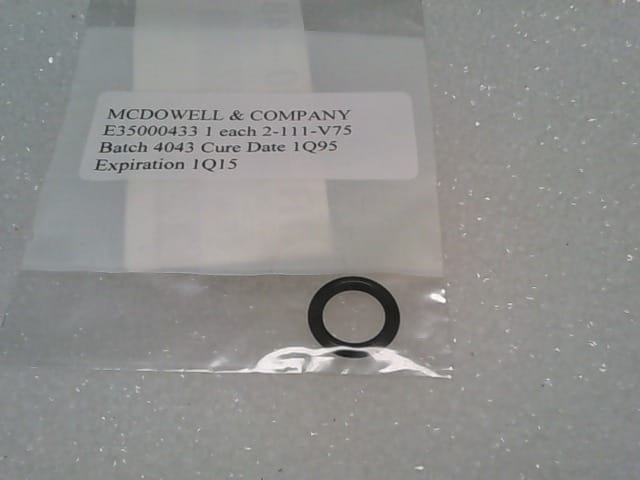 MCDOWELL & COMPANY
E35000433 1 each 2-111-V75
Batch 4043 Cure Date 1Q95
Expiration 1Q15